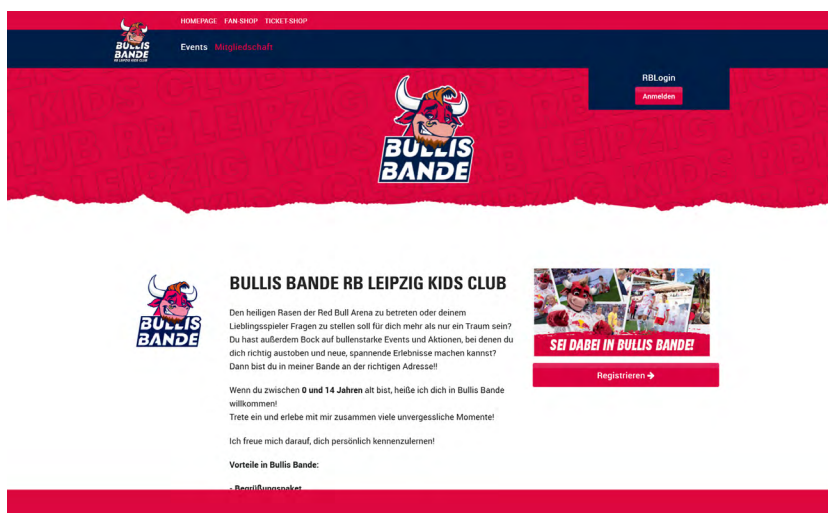 HOMEPAGE FAN-SHOP TICKET-SHOP
BULLIS
BANDE
RB LEIPZIG KIDS CLUB
Events Mitgliedschaft
RBLogin
Anmelden
BULLIS
BANDE
BULLIS
BANDE
BULLIS BANDE RB LEIPZIG KIDS CLUB
Den heiligen Rasen der Red Bull Arena zu betreten oder deinem
Lieblingsspieler Fragen zu stellen soll für dich mehr als nur ein Traum sein?
Du hast außerdem Bock auf bullenstarke Events und Aktionen, bei denen du
dich richtig austoben und neue, spannende Erlebnisse machen kannst?
Dann bist du in meiner Bande an der richtigen Adresse!!
Wenn du zwischen 0 und 14 Jahren alt bist, heiße ich dich in Bullis Bande
willkommen!
Trete ein und erlebe mit mir zusammen viele unvergessliche Momente!
Ich freue mich darauf, dich persönlich kennenzulernen!
Vorteile in Bullis Bande:
- Begrüßungspaket
SEI DABEI IN BULLIS BANDE!
Registrieren →